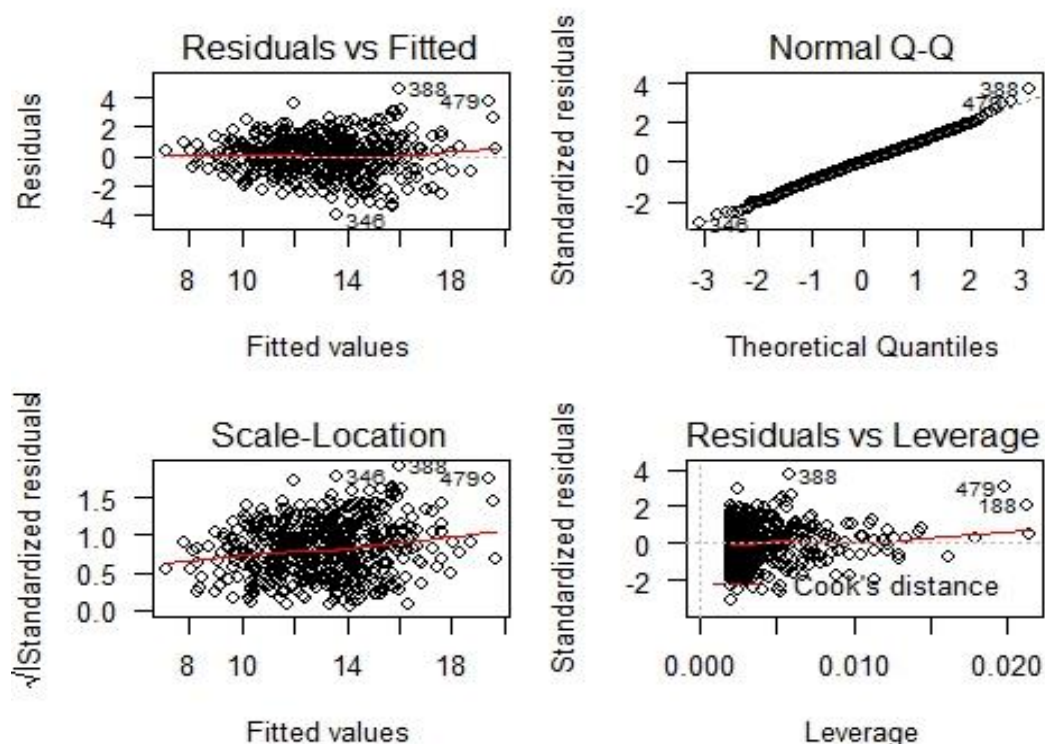 Residuals vs Fitted
Residuals
4
2
0
-2
-4
388
479
346
8 10 14 18
Fitted values
Normal Q-Q
Standardized residuals
4
2
0
-2
388
479
346
-3 -2 -1 0 1 2 3
Theoretical Quantiles
Scale-Location
√|Standardized residuals|
1.5
1.0
0.5
0.0
346
388
479
8 10 14 18
Fitted values
Residuals vs Leverage
Standardized residuals
4
2
0
-2
388
479
188
Cook's distance
0.000 0.010 0.020
Leverage